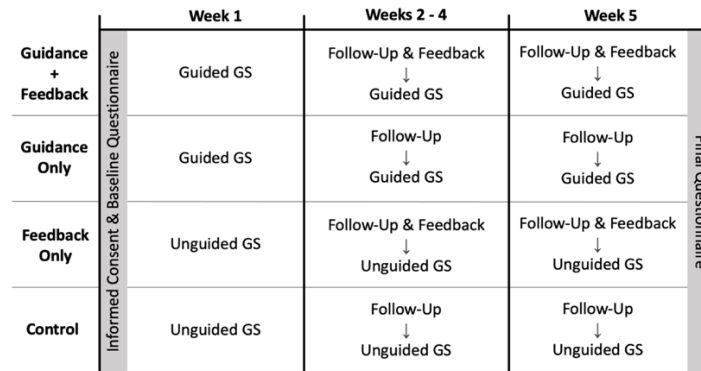 Week 1 Weeks 2 - 4 Week 5
Informed Consent & Baseline Questionnaire
Guidance
+
Feedback
Guided GS
Follow-Up & Feedback
↓
Guided GS
Follow-Up & Feedback
↓
Guided GS
Guidance
Only
Guided GS
Follow-Up
↓
Guided GS
Follow-Up
↓
Guided GS
Feedback
Only
Unguided GS
Follow-Up & Feedback
↓
Unguided GS
Follow-Up & Feedback
↓
Unguided GS
Control
Unguided GS
Follow-Up
↓
Unguided GS
Follow-Up
↓
Unguided GS
Final Questionnaire